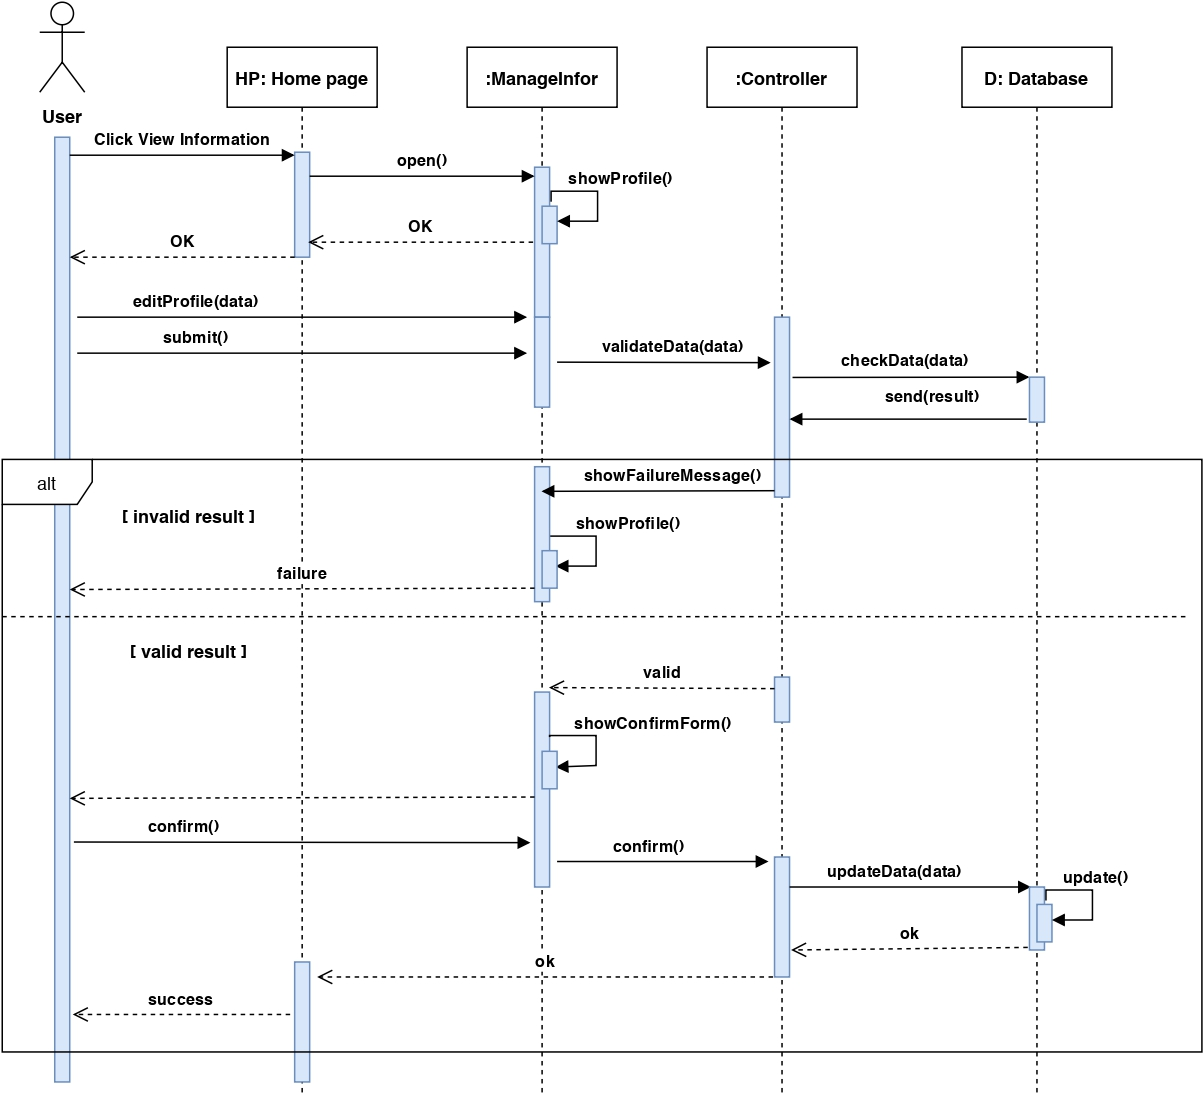 User
HP: Home page
:ManageInfor
:Controller
D: Database
Click View Information
open()
showProfile()
OK
OK
editProfile(data)
submit()
validateData(data)
checkData(data)
send(result)
alt
showFailureMessage()
[ invalid result ]
showProfile()
failure
[ valid result ]
valid
showConfirmForm()
confirm()
confirm()
updateData(data)
update()
ok
ok
success